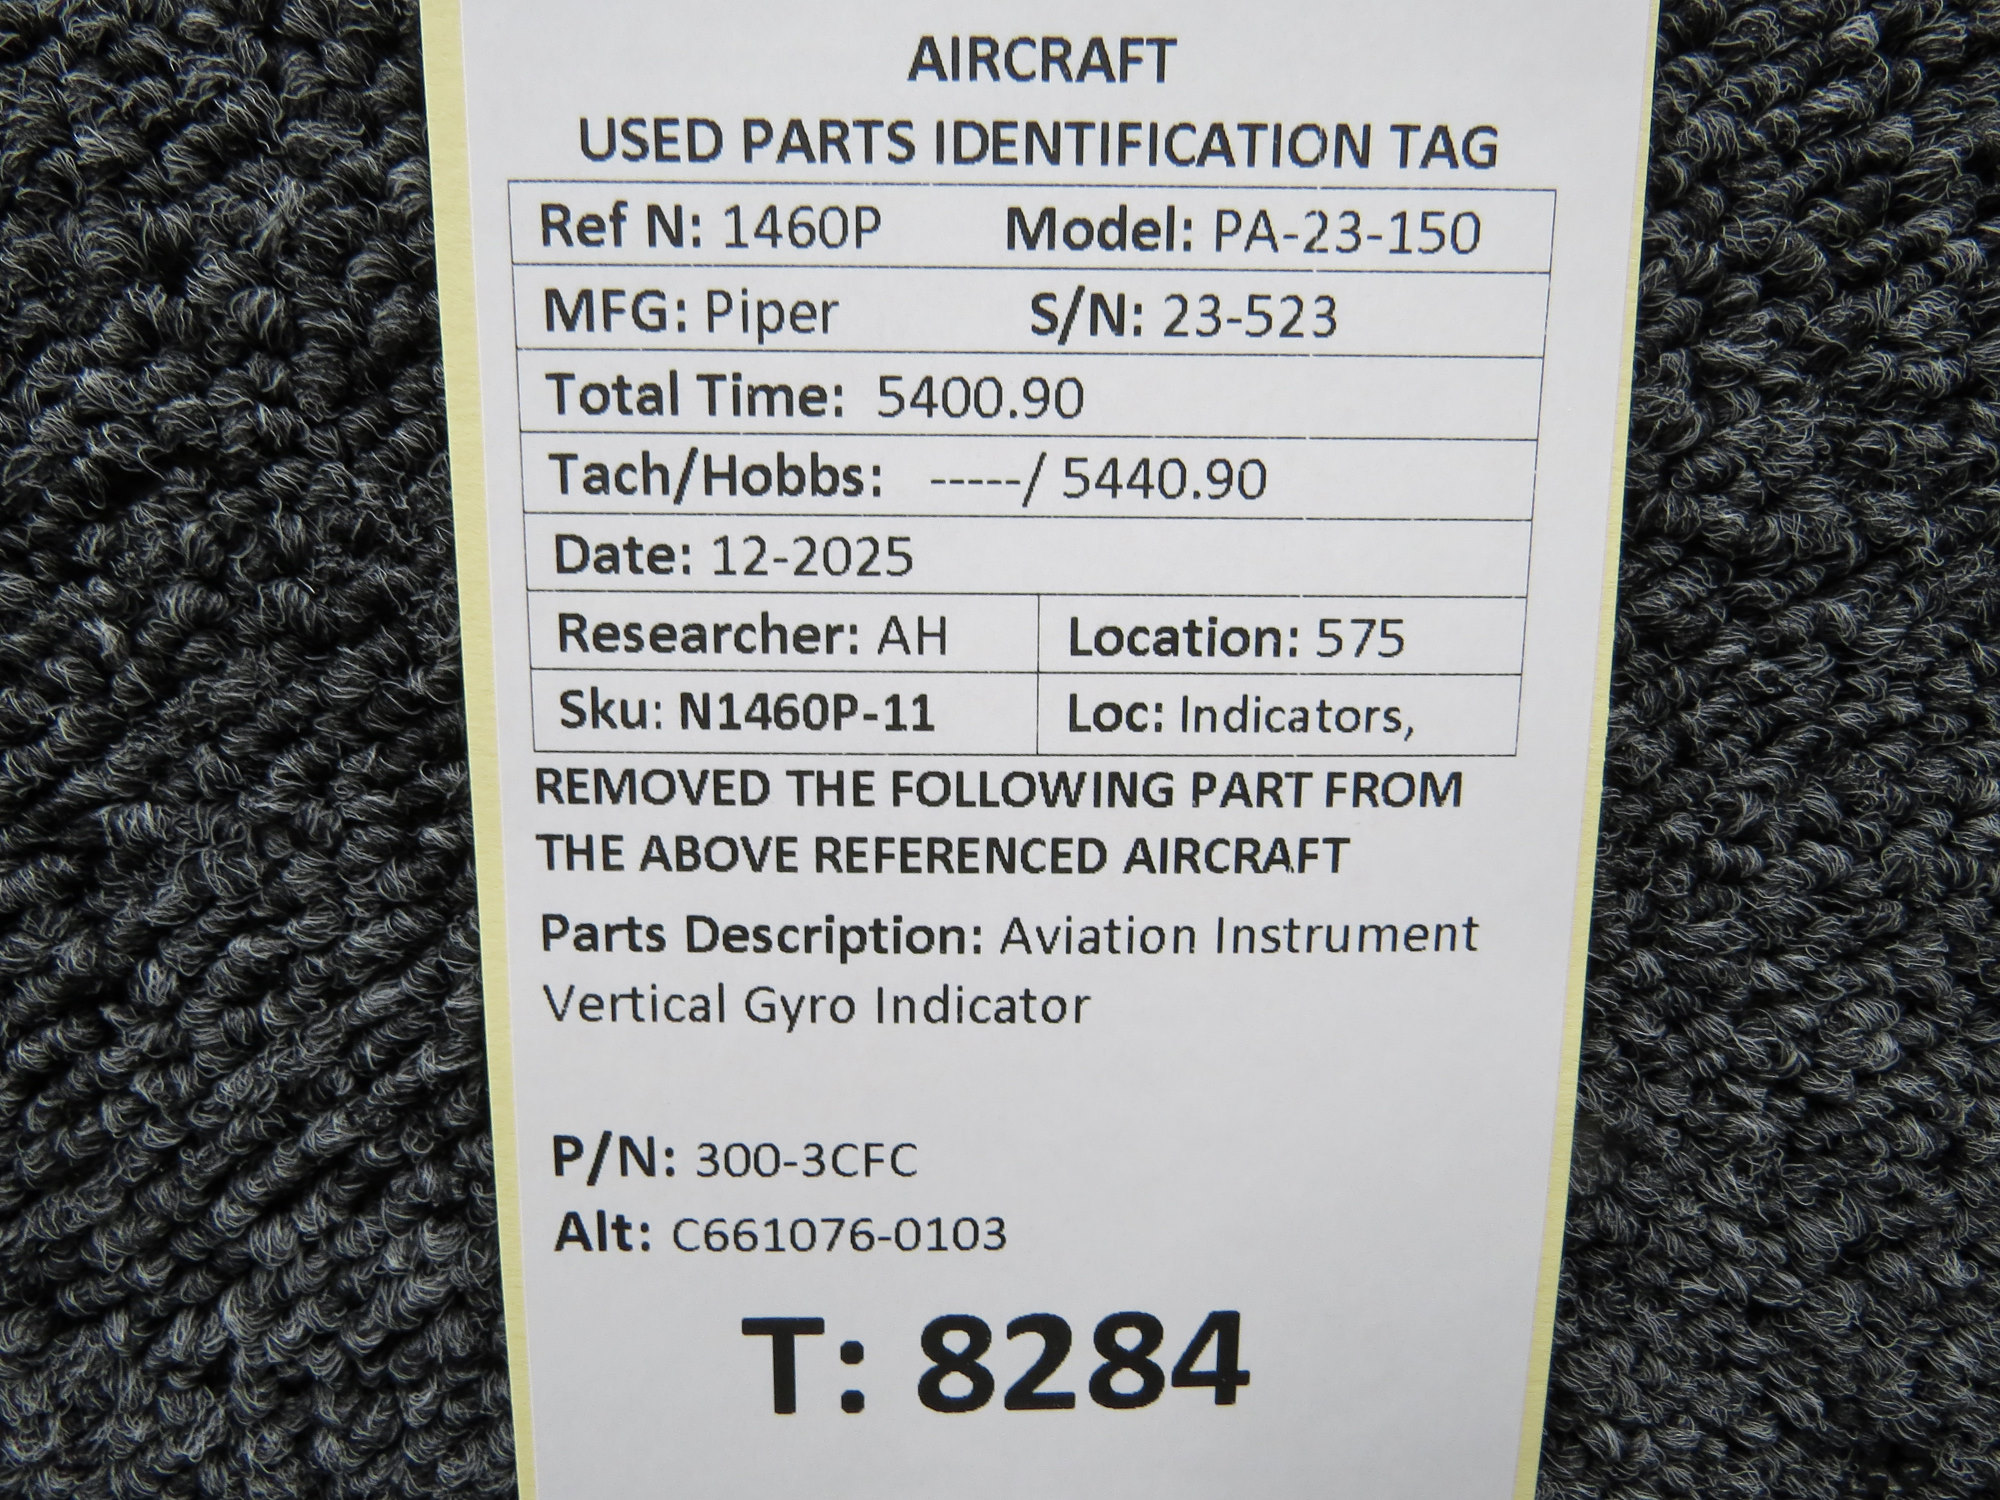 AIRCRAFT
USED PARTS IDENTIFICATION TAG
Ref N: 1460P Model: PA-23-150
MFG: Piper S/N: 23-523
Total Time: 5400.90
Tach/Hobbs: -----/ 5440.90
Date: 12-2025
Researcher: AH Location: 575
Sku: N1460P-11 Loc: Indicators,
REMOVED THE FOLLOWING PART FROM
THE ABOVE REFERENCED AIRCRAFT
Parts Description: Aviation Instrument
Vertical Gyro Indicator
P/N: 300-3CFC
Alt: C661076-0103
T: 8284